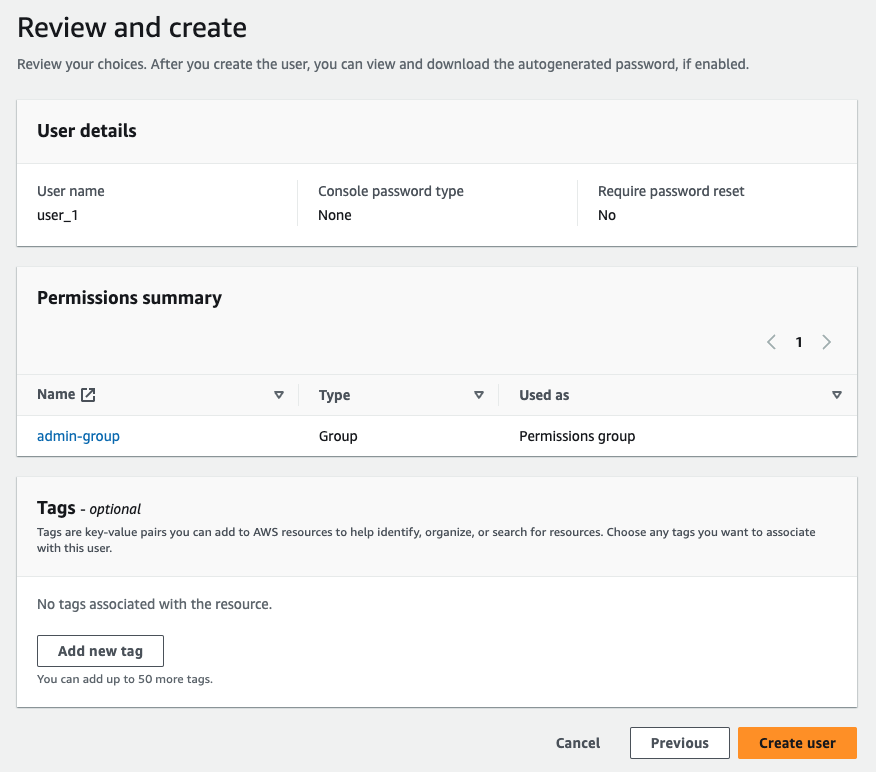 Review and create
Review your choices. After you create the user, you can view and download the autogenerated password, if enabled.
User details
User name
user_1
Console password type
None
Require password reset
No
Permissions summary
1
Name
Type
Used as
admin-group
Group
Permissions group
Tags - optional
Tags are key-value pairs you can add to AWS resources to help identify, organize, or search for resources. Choose any tags you want to associate
with this user.
No tags associated with the resource.
Add new tag
You can add up to 50 more tags.
Cancel
Previous
Create user